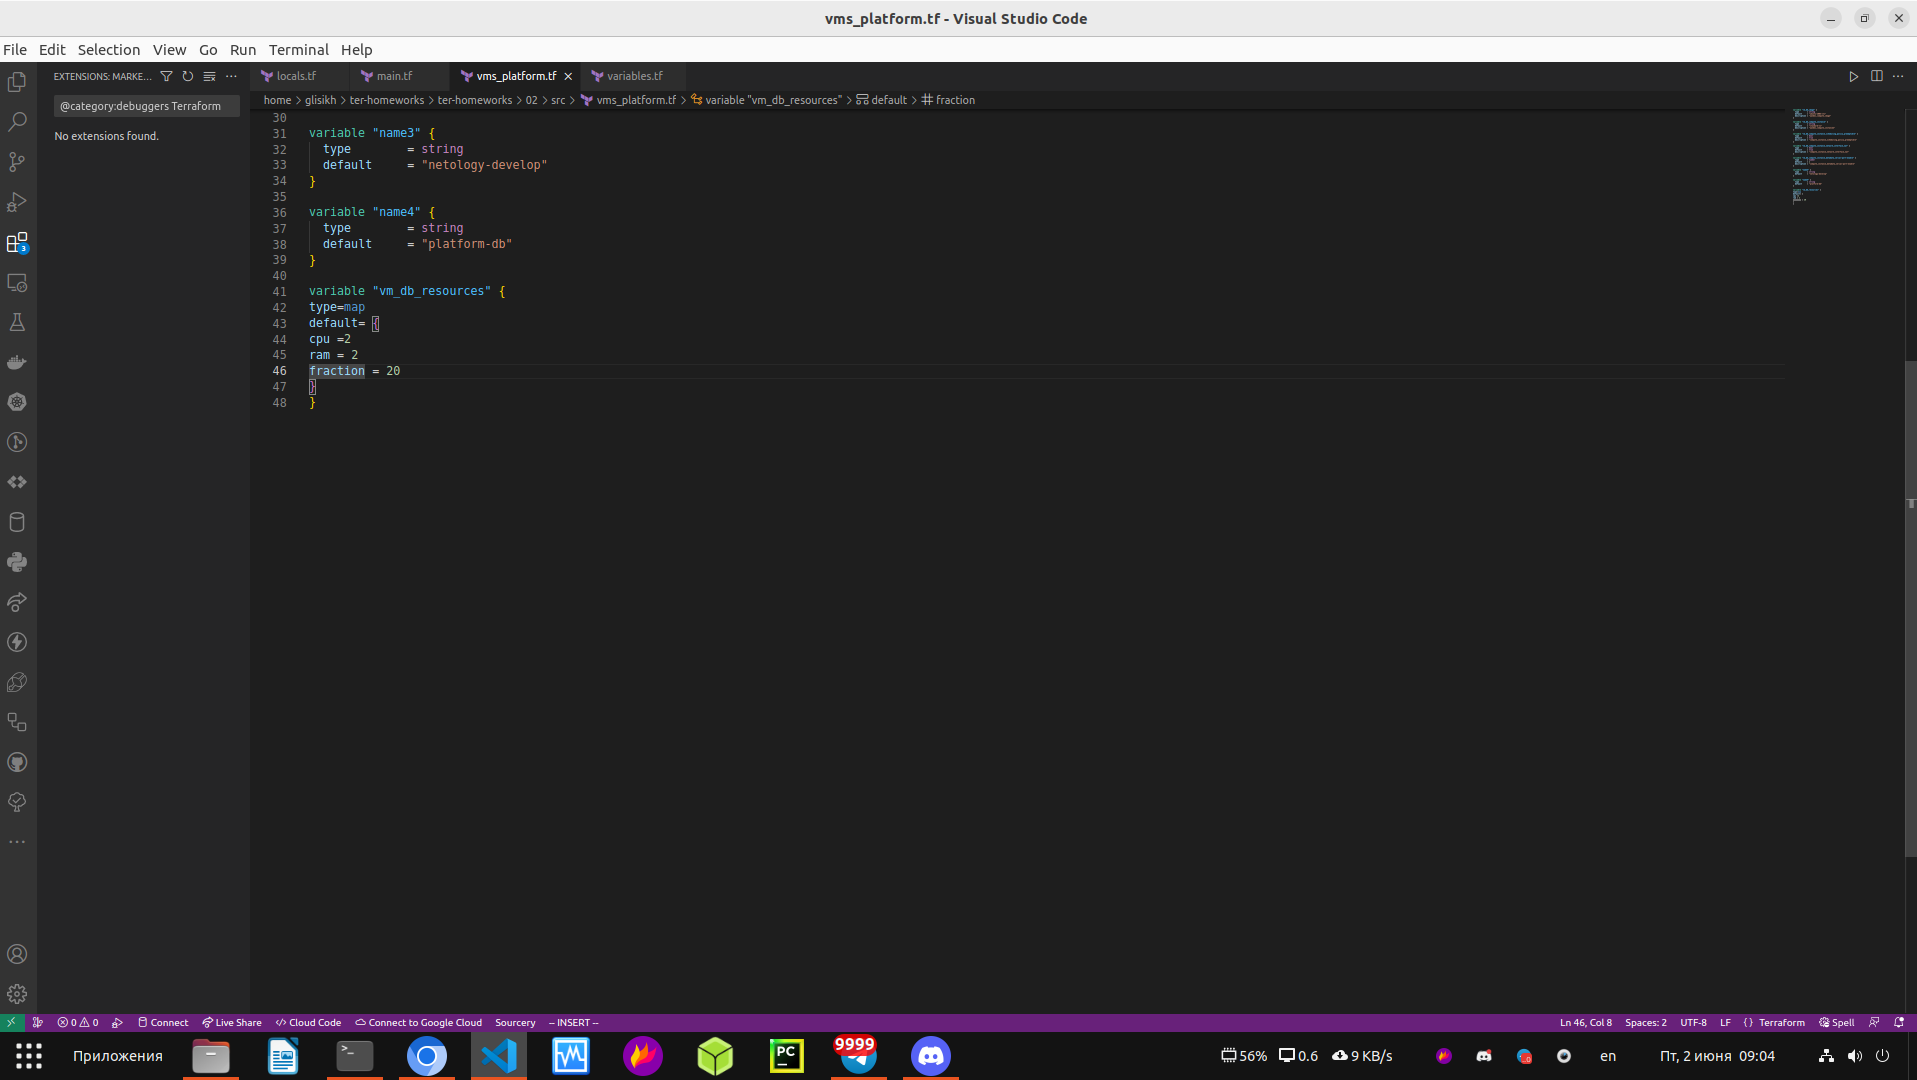 vms_platform.tf - Visual Studio Code
File Edit Selection View Go Run Terminal Help
EXTENSIONS: MARKE...
locals.tf main.tf vms_platform.tf variables.tf
@category:debuggers Terraform
No extensions found.
home > glisikh > ter-homeworks > ter-homeworks > 02 > src > vms_platform.tf > variable "vm_db_resources" > default > fraction
30
31 variable "name3" {
32 type = string
33 default = "netology-develop"
34 }
35
36 variable "name4" {
37 type = string
38 default = "platform-db"
39 }
40
41 variable "vm_db_resources" {
42 type=map
43 default= {
44 cpu =2
45 ram = 2
46 fraction = 20
47 }
48 }
3
0 0 Connect Live Share Cloud Code Connect to Google Cloud Sourcery -- INSERT -- Ln 46, Col 8 Spaces: 2 UTF-8 LF {} Terraform Spell
Приложения >_ PC 9999 56% 0.6 9 KB/s en Пт, 2 июня 09:04